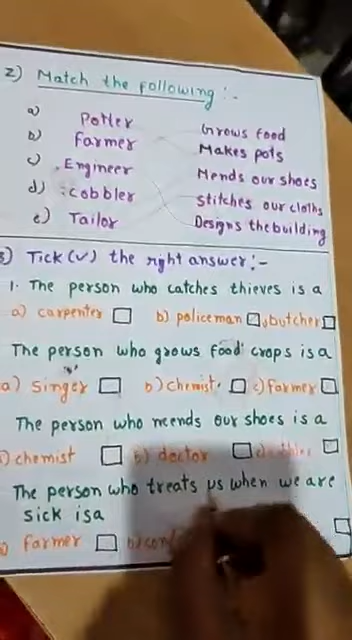 2) Match the following :-
a) Potter Grows food
b) Farmer Makes pots
c) Engineer Mends our shoes
d) cobbler Stitches our cloths
e) Tailor Designs the building
3) Tick (✓) the right answer :-
1. The person who catches thieves is a
a) carpenter b) policeman c) butcher
The person who grows food crops is a
a) Singer b) chemist c) Farmer
The person who mends our shoes is a
a) chemist b) doctor
The person who treats us when we are
sick is a
a) Farmer